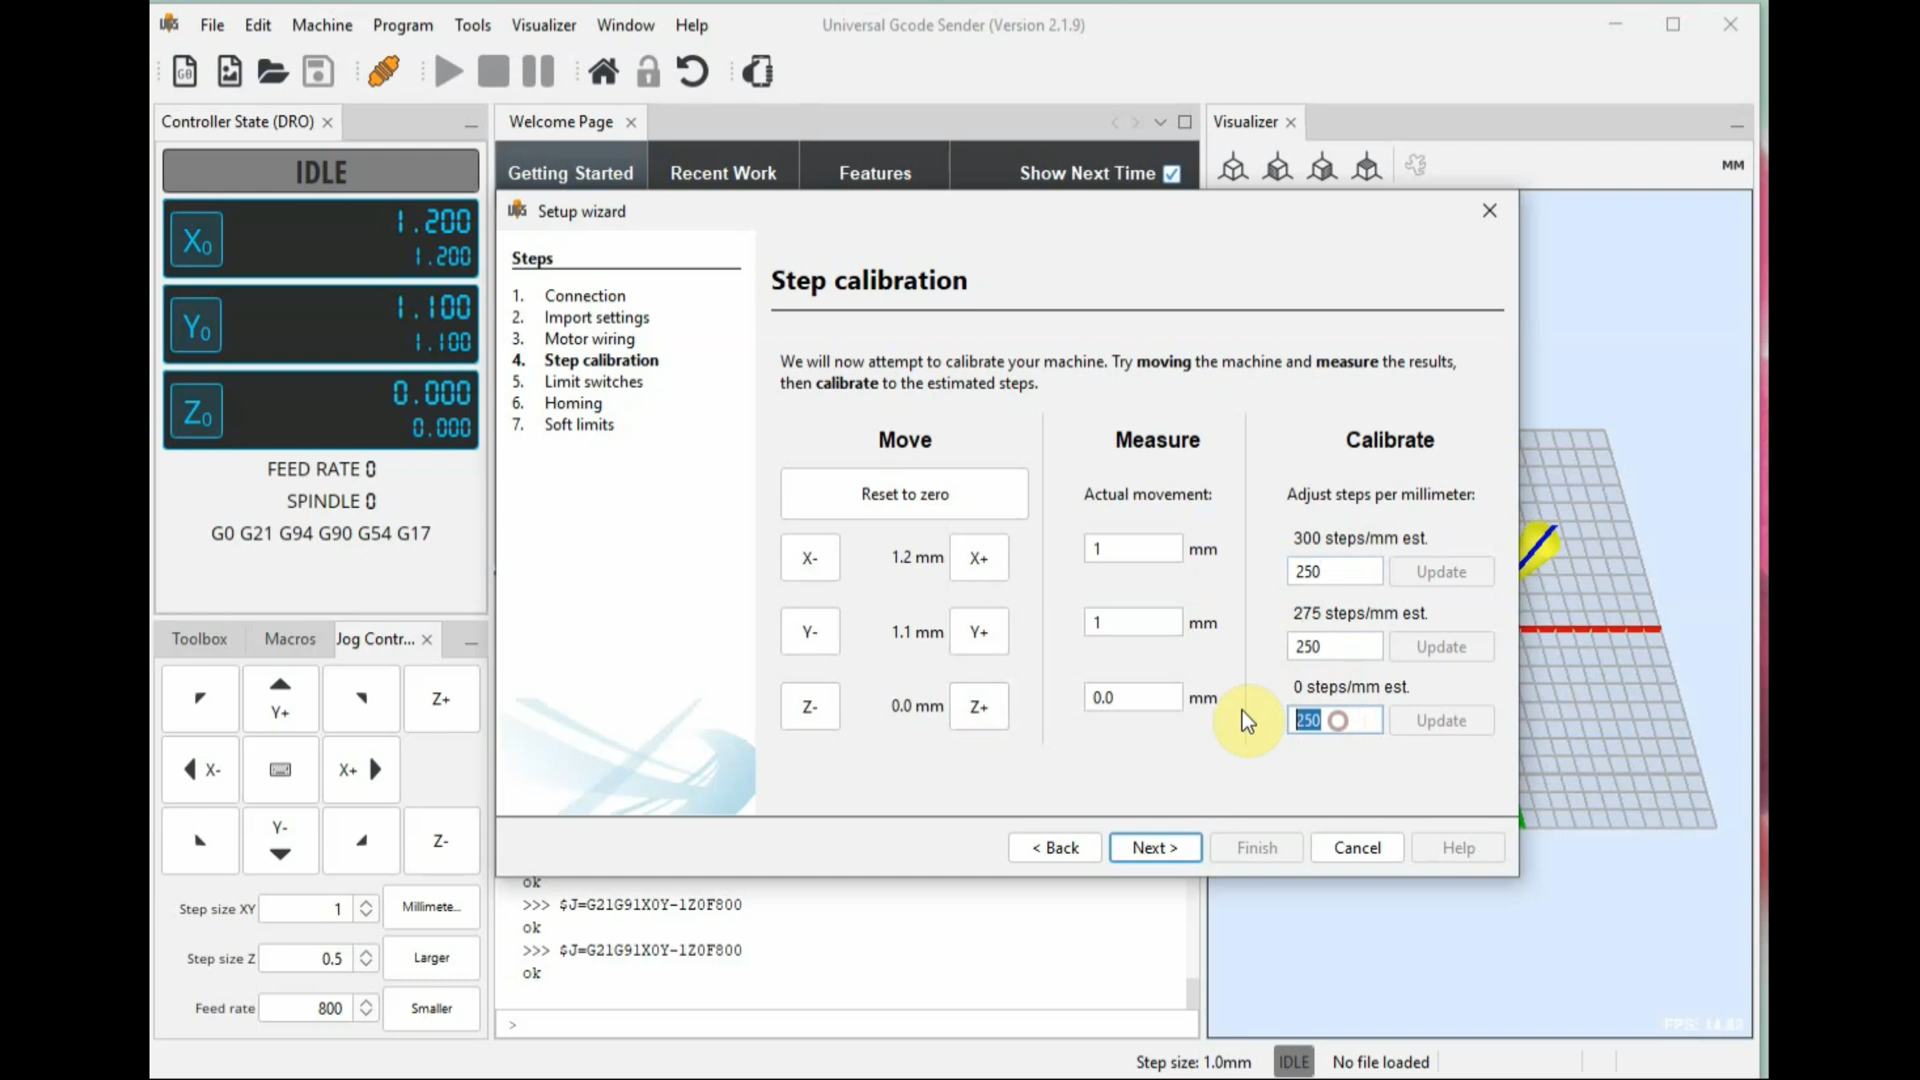 UGS File Edit Machine Program Tools Visualizer Window Help Universal Gcode Sender (Version 2.1.9)
G0
Controller State (DRO)
Welcome Page
Visualizer
IDLE
Getting Started Recent Work Features Show Next Time
MM
X0 1.200
1.200
Y0 1.100
1.100
Z0 0.000
0.000
FEED RATE 0
SPINDLE 0
G0 G21 G94 G90 G54 G17
UGS Setup wizard
Steps
1. Connection
2. Import settings
3. Motor wiring
4. Step calibration
5. Limit switches
6. Homing
7. Soft limits
Step calibration
We will now attempt to calibrate your machine. Try moving the machine and measure the results,
then calibrate to the estimated steps.
Move Measure Calibrate
Reset to zero Actual movement: Adjust steps per millimeter:
300 steps/mm est.
X- 1.2 mm X+ 1 mm 250 Update
275 steps/mm est.
Y- 1.1 mm Y+ 1 mm 250 Update
0 steps/mm est.
Z- 0.0 mm Z+ 0.0 mm 250 Update
< Back Next > Finish Cancel Help
Toolbox Macros Jog Contr...
Y+ Z+
X- X+
Y- Z-
Step size XY 1 Millimete...
Step size Z 0.5 Larger
Feed rate 800 Smaller
ok
>>> $J=G21G91X0Y-1Z0F800
ok
>>> $J=G21G91X0Y-1Z0F800
ok
>
FPS: 14.82
Step size: 1.0mm IDLE No file loaded